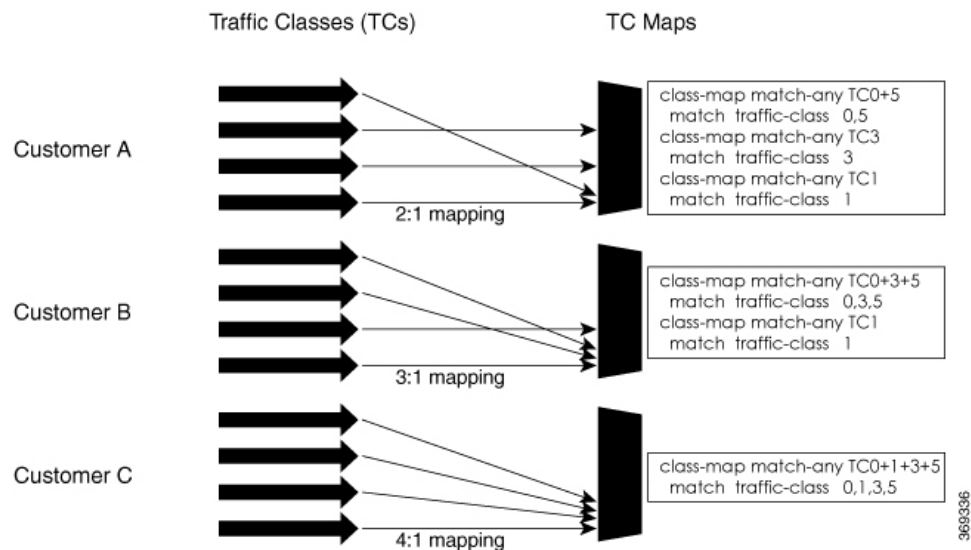 Traffic Classes (TCs)
TC Maps
Customer A
2:1 mapping
class-map match-any TC0+5
match traffic-class 0,5
class-map match-any TC3
match traffic-class 3
class-map match-any TC1
match traffic-class 1
Customer B
3:1 mapping
class-map match-any TC0+3+5
match traffic-class 0,3,5
class-map match-any TC1
match traffic-class 1
Customer C
4:1 mapping
class-map match-any TC0+1+3+5
match traffic-class 0,1,3,5
369336